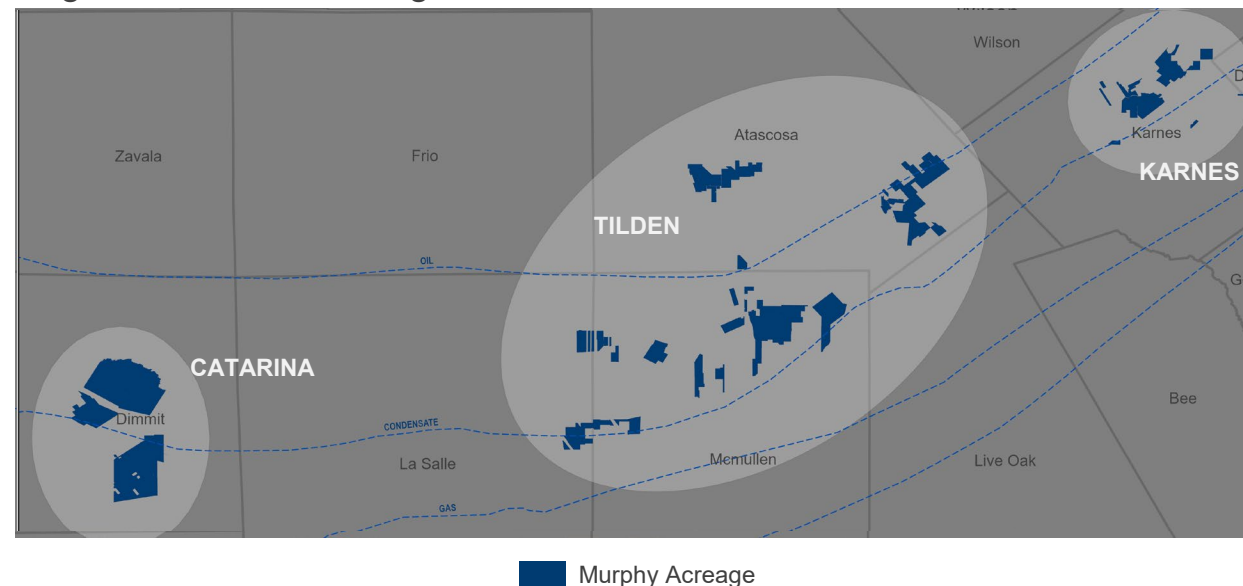 Wilson
Atascosa
Karnes
Zavala
Frio
KARNES
TILDEN
OIL
CATARINA
Bee
Dimmit
CONDENSATE
La Salle
Mcmullen
Live Oak
GAS
Murphy Acreage